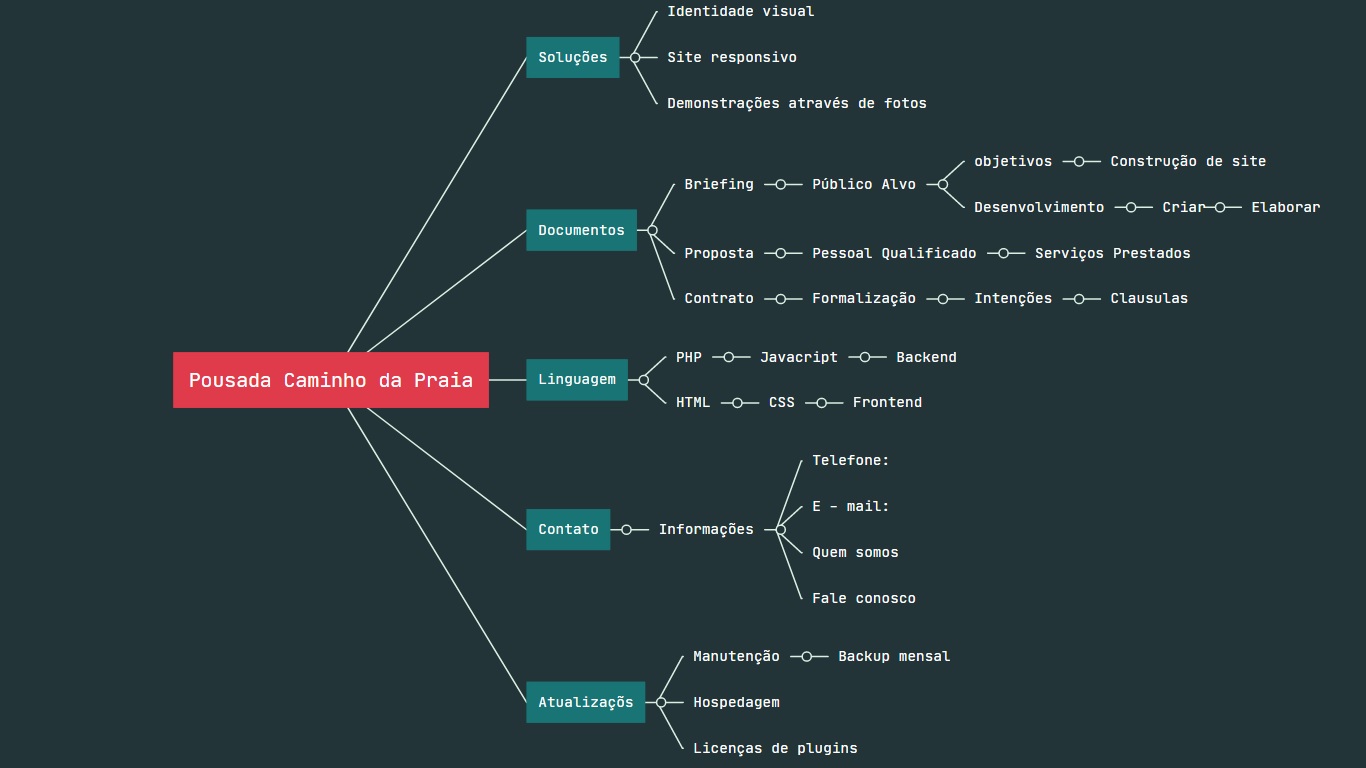 Identidade visual
Soluções
Site responsivo
Demonstrações através de fotos
objetivos Construção de site
Briefing Público Alvo
Desenvolvimento Criar Elaborar
Documentos
Proposta Pessoal Qualificado Serviços Prestados
Contrato Formalização Intenções Clausulas
PHP Javacript Backend
Pousada Caminho da Praia
Linguagem
HTML CSS Frontend
Telefone:
E - mail:
Contato Informações
Quem somos
Fale conosco
Manutenção Backup mensal
Atualizaçõs
Hospedagem
Licenças de plugins